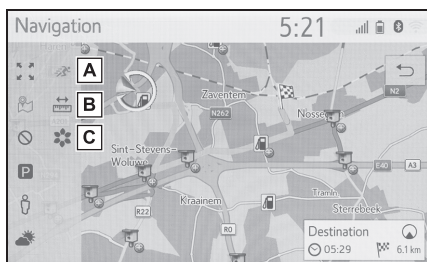 Navigation 5:21
A
B
C
P
Zaventem
N262
Nosse
N2
Sint-Stevens-
Woluwe
E40 A3
Kraainem
R22
R0
Tramln.
Sterrebeek
Destination
05:29 6.1 km